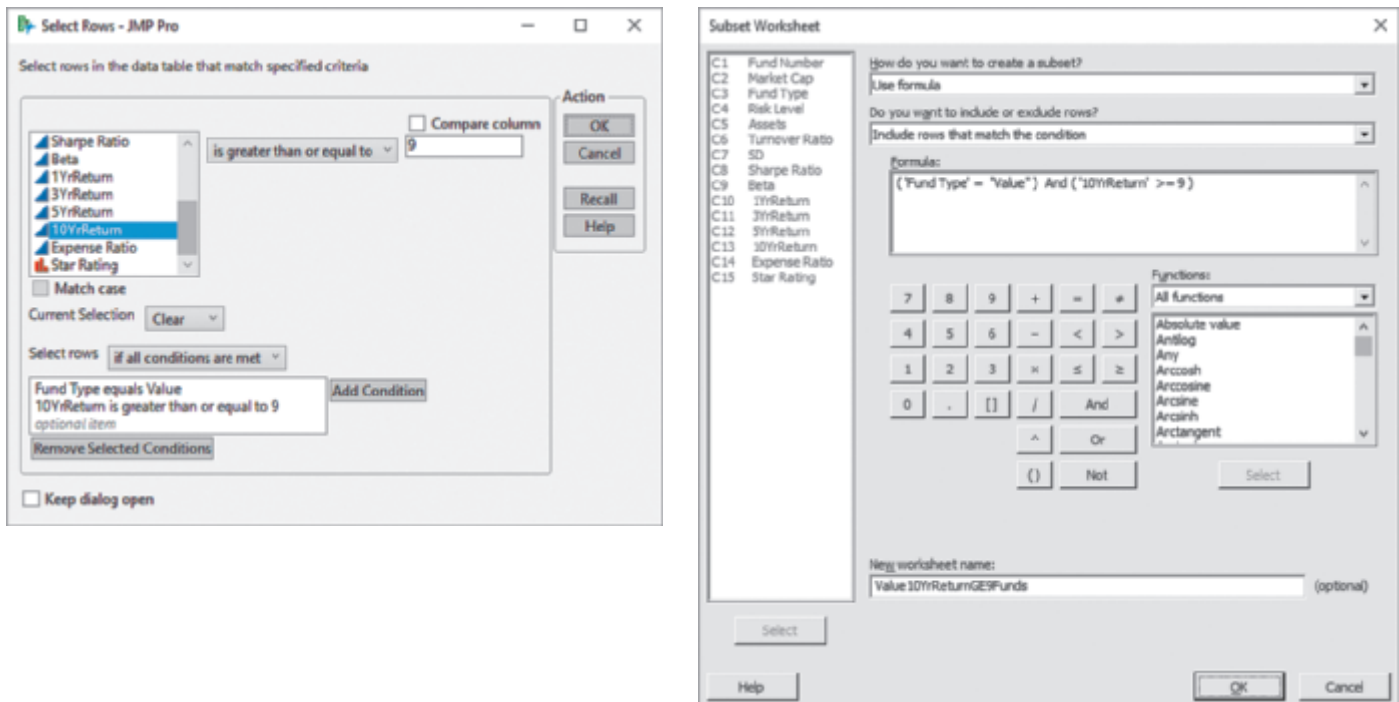 Select Rows - JMP Pro
Select rows in the data table that match specified criteria
Action
Compare column
Sharpe Ratio
Beta
1YrReturn
3YrReturn
5YrReturn
10YrReturn
Expense Ratio
Star Rating
is greater than or equal to
9
OK
Cancel
Recall
Help
Match case
Current Selection Clear
Select rows if all conditions are met
Fund Type equals Value
10YrReturn is greater than or equal to 9
optional item
Add Condition
Remove Selected Conditions
Keep dialog open
Subset Worksheet
C1 Fund Number
C2 Market Cap
C3 Fund Type
C4 Risk Level
C5 Assets
C6 Turnover Ratio
C7 SD
C8 Sharpe Ratio
C9 Beta
C10 1YrReturn
C11 3YrReturn
C12 5YrReturn
C13 10YrReturn
C14 Expense Ratio
C15 Star Rating
How do you want to create a subset?
Use formula
Do you want to include or exclude rows?
Include rows that match the condition
Formula:
('Fund Type' = "Value") And ('10YrReturn' >= 9)
7 8 9 + = ≠
4 5 6 - < >
1 2 3 × ≤ ≥
0 . [] / And
^ Or
() Not
Functions:
All functions
Absolute value
Antilog
Any
Arccosh
Arccosine
Arcsine
Arcsinh
Arctangent
Select
New worksheet name:
Value10YrReturnGE9Funds (optional)
Select
Help
OK
Cancel